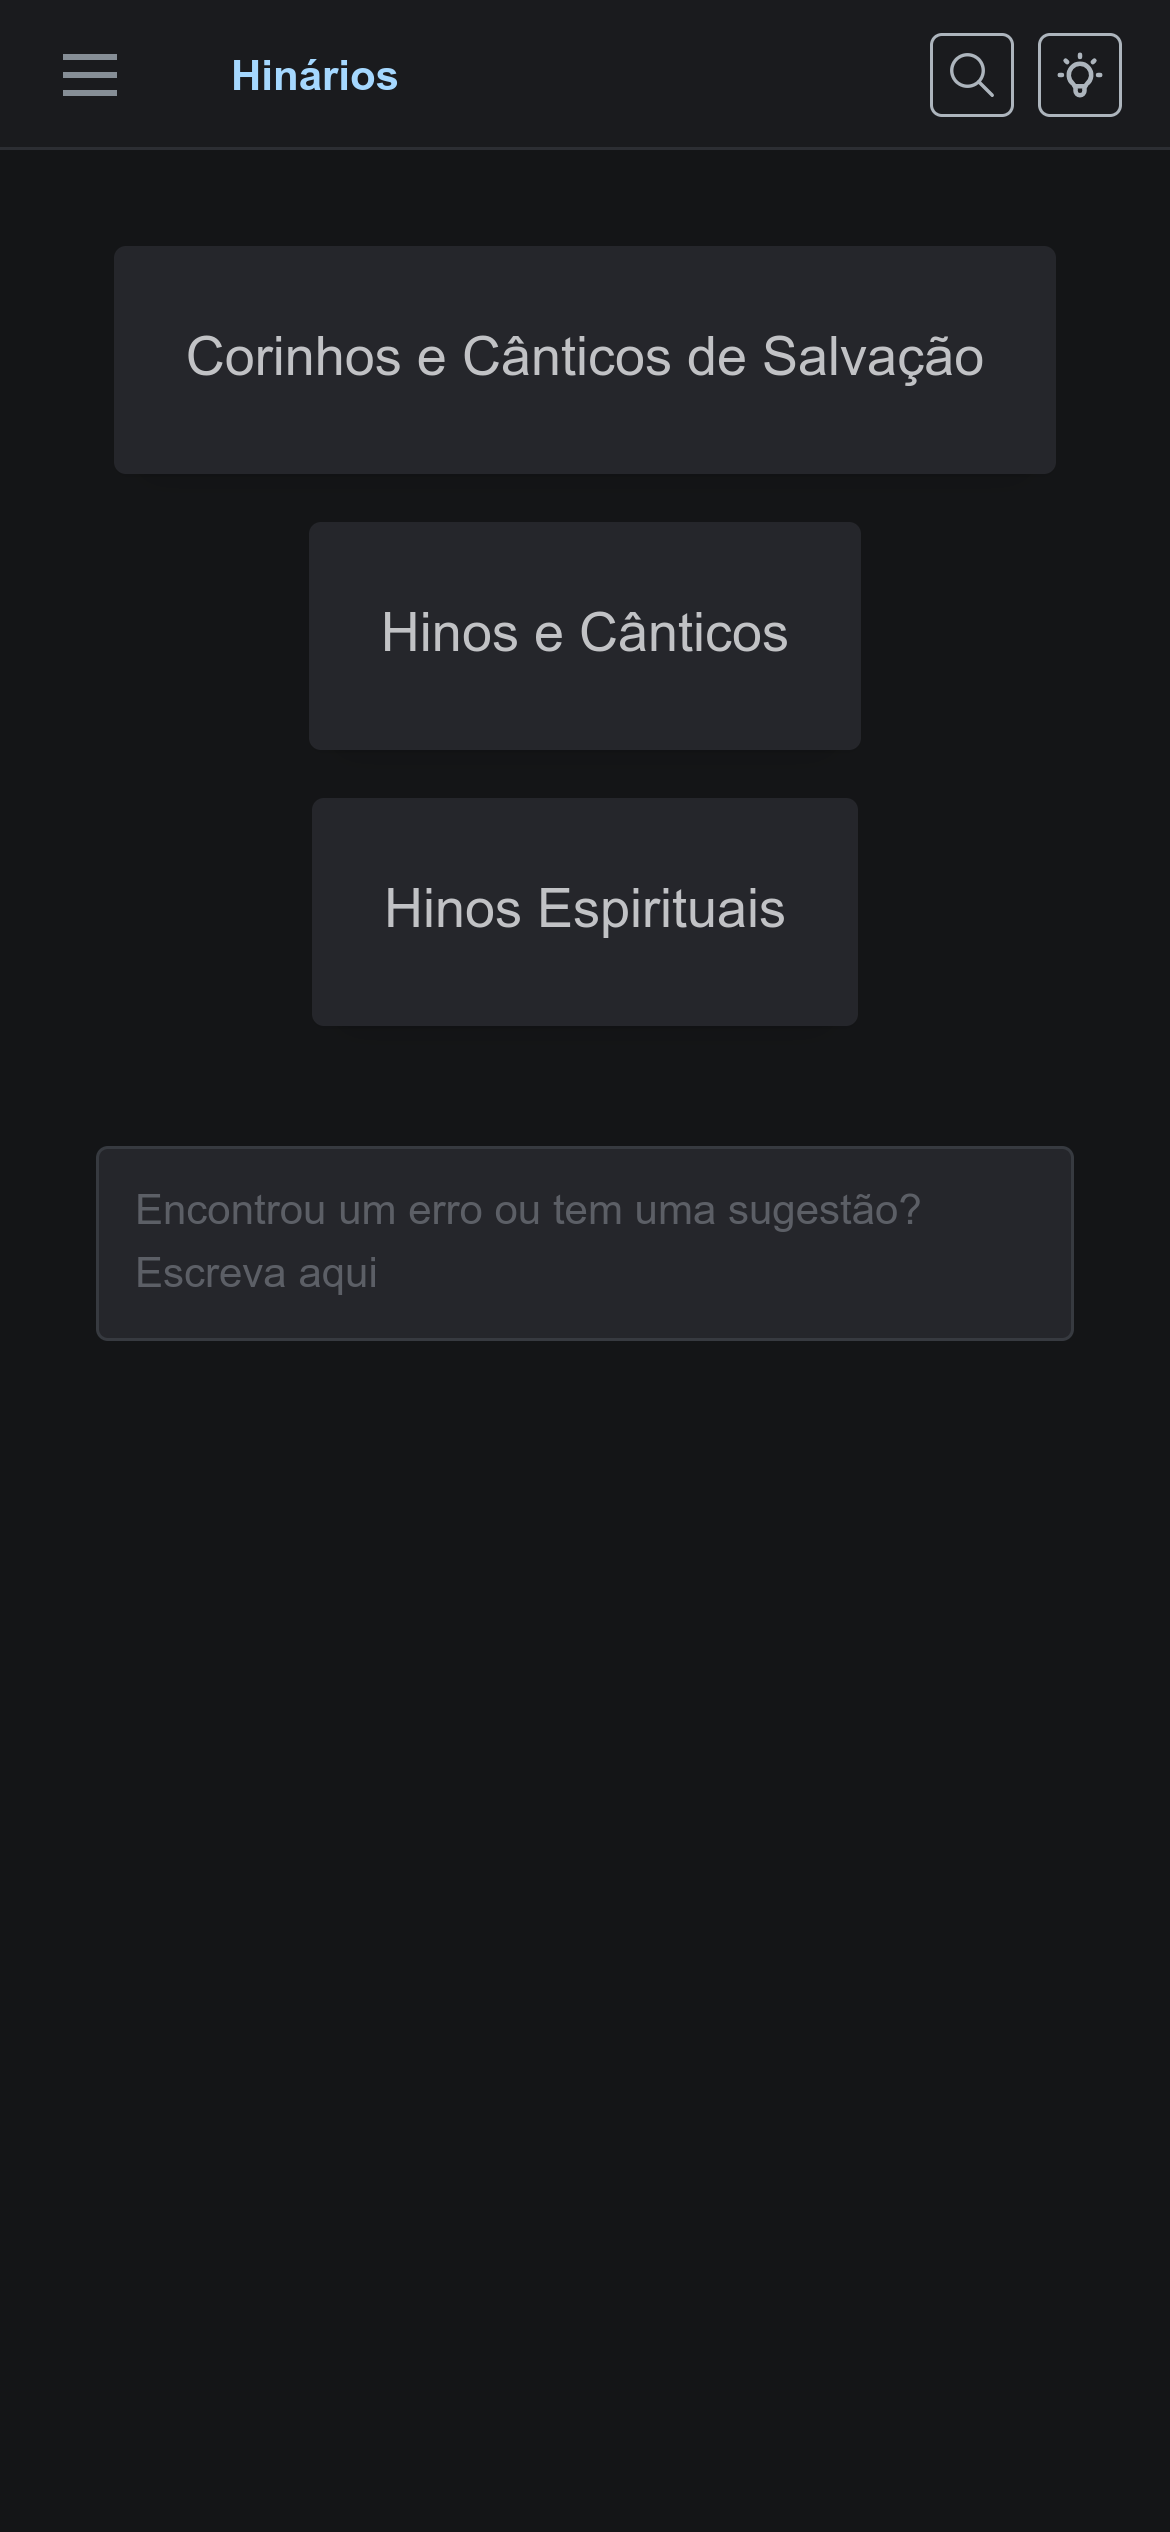 Hinários
Corinhos e Cânticos de Salvação
Hinos e Cânticos
Hinos Espirituais
Encontrou um erro ou tem uma sugestão?
Escreva aqui